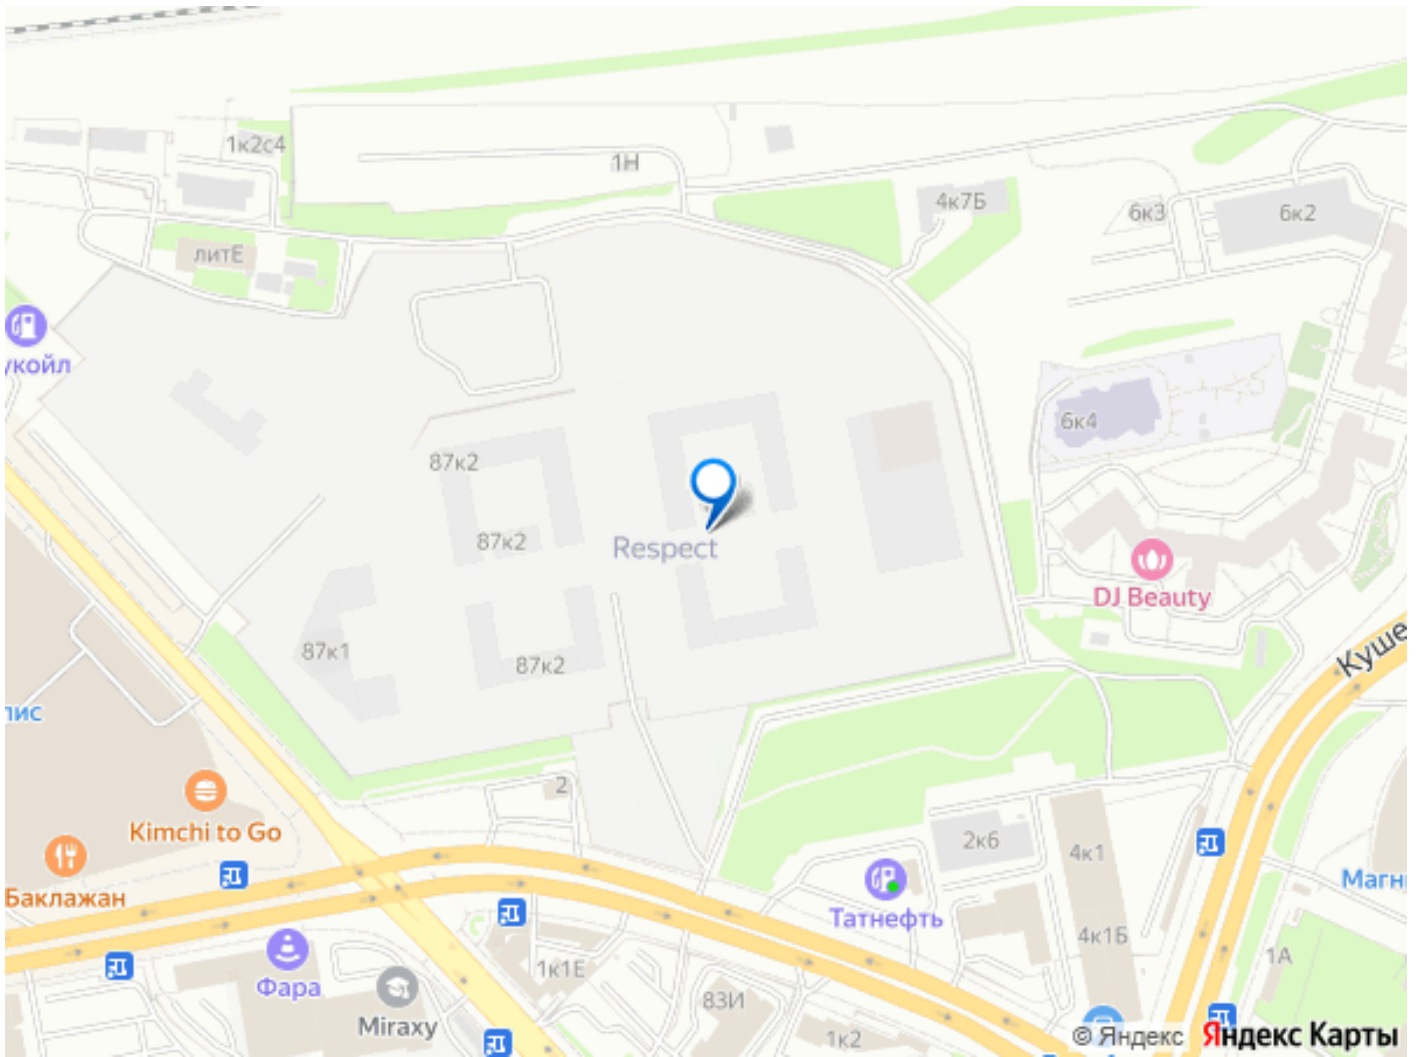 1к2с4
1Н
4к7Б
6к3
6к2
литЕ
укойл
6к4
87к2
87к2
Respect
DJ Beauty
87к1
87к2
Куше
лис
2
Kimchi to Go
2к6
4к1
Баклажан
Татнефть
Магн
4к1Б
Фара
1к1Е
1А
83И
Miraxy
1к2
© Яндекс
Яндекс Карты